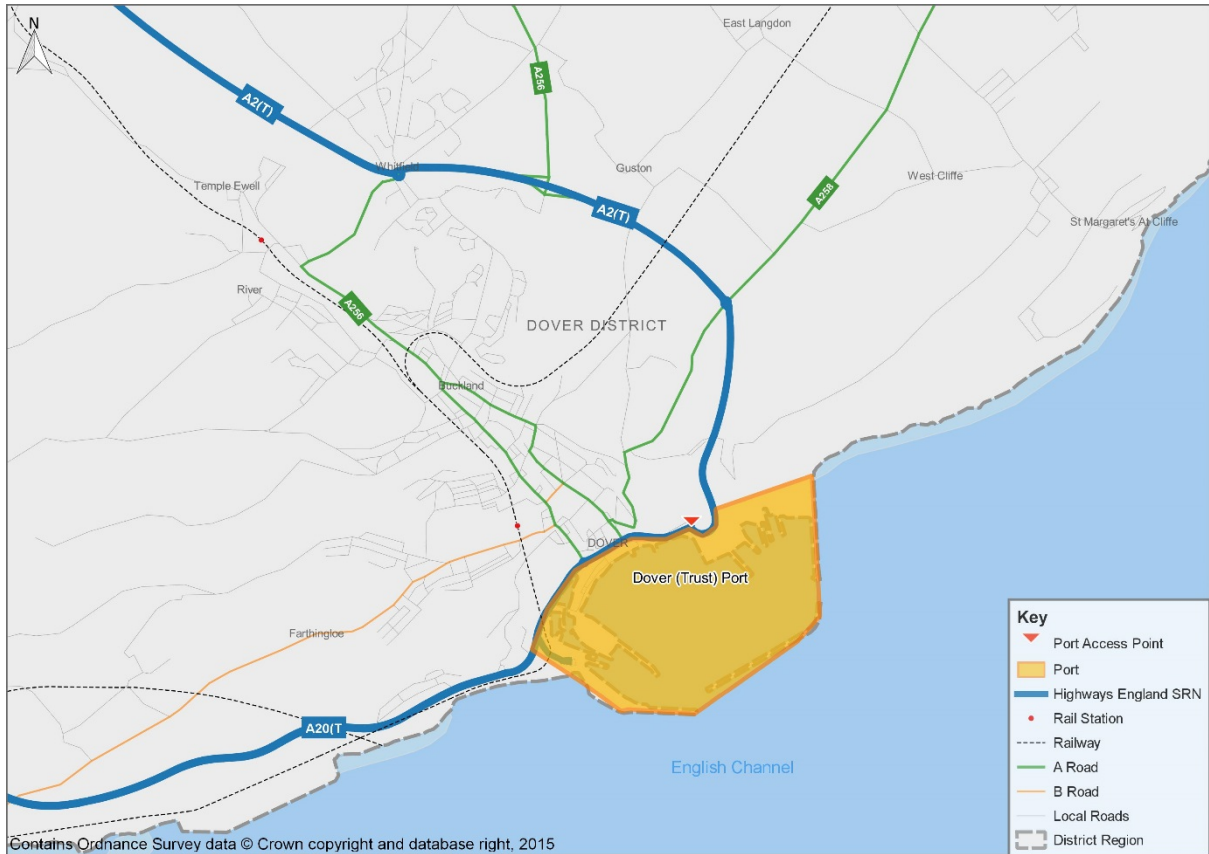 N
East Langdon
A256
A2(T)
Whitfield
Guston
Temple Ewell
West Cliffe
A258
A2(T)
St Margaret's At Cliffe
River
A256
DOVER DISTRICT
Buckland
DOVER
Dover (Trust) Port
Farthingloe
A20(T
English Channel
Key
Port Access Point
Port
Highways England SRN
Rail Station
Railway
A Road
B Road
Local Roads
District Region
Contains Ordnance Survey data © Crown copyright and database right, 2015